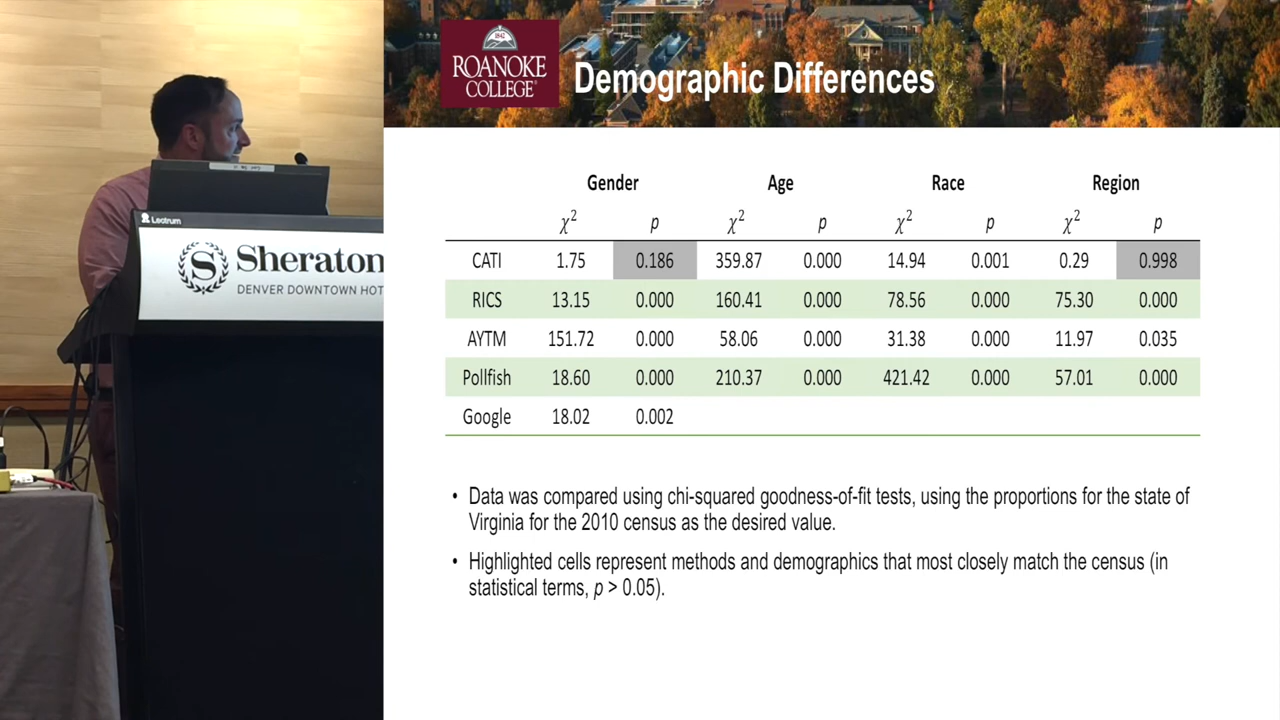 1842
ROANOKE
COLLEGE
Demographic Differences
Lectrum
S Sheraton
DENVER DOWNTOWN HOT
Gender Age Race Region
χ² p χ² p χ² p χ² p
CATI 1.75 0.186 359.87 0.000 14.94 0.001 0.29 0.998
RICS 13.15 0.000 160.41 0.000 78.56 0.000 75.30 0.000
AYTM 151.72 0.000 58.06 0.000 31.38 0.000 11.97 0.035
Pollfish 18.60 0.000 210.37 0.000 421.42 0.000 57.01 0.000
Google 18.02 0.002
• Data was compared using chi-squared goodness-of-fit tests, using the proportions for the state of
Virginia for the 2010 census as the desired value.
• Highlighted cells represent methods and demographics that most closely match the census (in
statistical terms, p > 0.05).